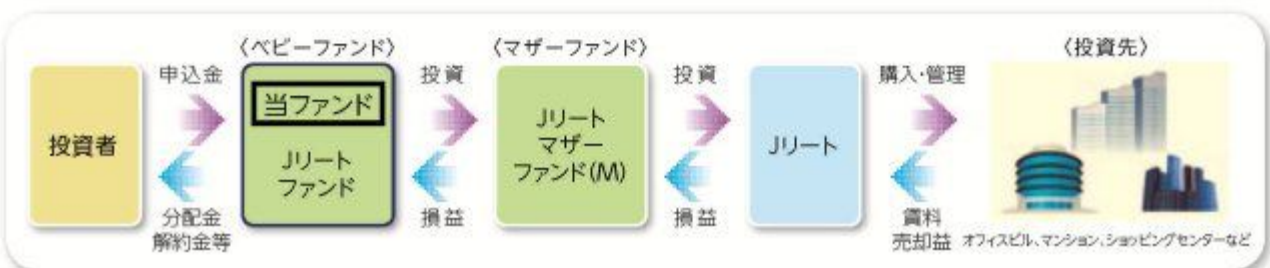 〈ベビーファンド〉
〈マザーファンド〉
〈投資先〉
申込金
投資
投資
購入・管理
投資者
当ファンド
Jリート
ファンド
Jリート
マザー
ファンド(M)
Jリート
分配金
解約金等
損益
損益
賃料
売却益
オフィスビル、マンション、ショッピングセンターなど